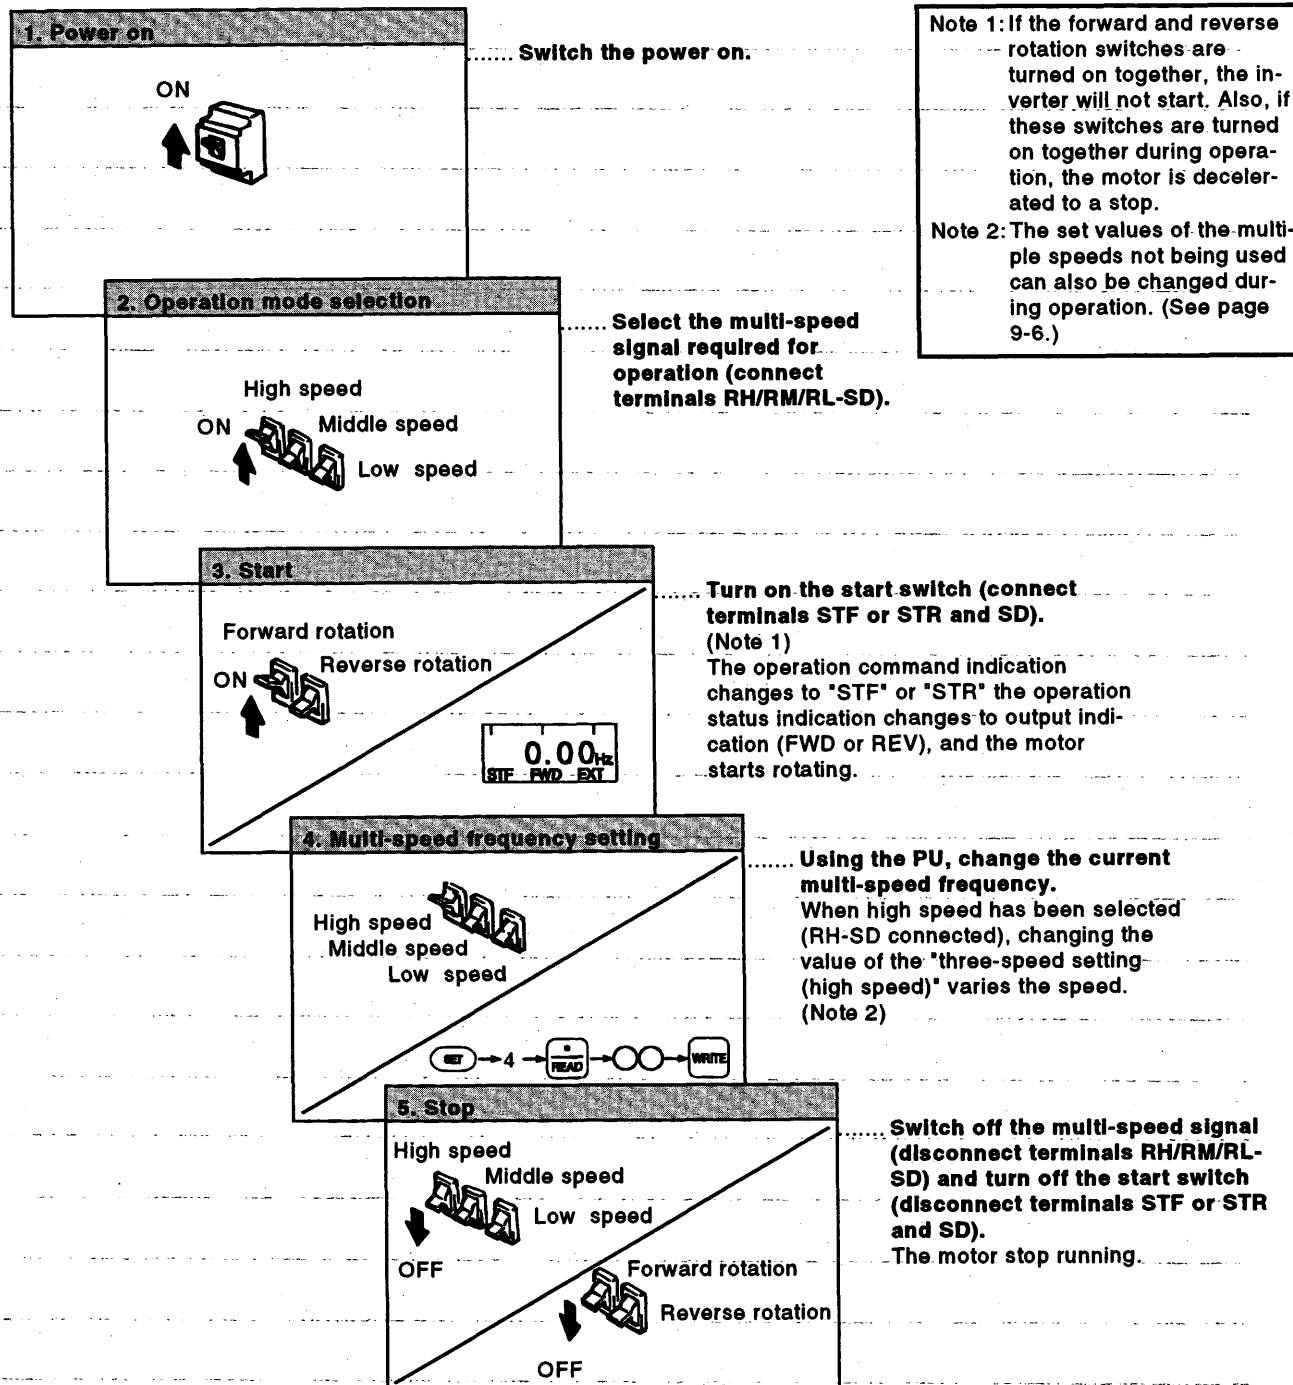 1. Power on
....... Switch the power on.
ON
Note 1: If the forward and reverse
rotation switches are
turned on together, the in-
verter will not start. Also, if
these switches are turned
on together during opera-
tion, the motor is deceler-
ated to a stop.
Note 2: The set values of the multi-
ple speeds not being used
can also be changed dur-
ing operation. (See page
9-6.)
2. Operation mode selection
....... Select the multi-speed
signal required for
operation (connect
terminals RH/RM/RL-SD).
High speed
ON
Middle speed
Low speed
3. Start
....... Turn on the start switch (connect
terminals STF or STR and SD).
(Note 1)
The operation command indication
changes to "STF" or "STR" the operation
status indication changes to output indi-
cation (FWD or REV), and the motor
starts rotating.
Forward rotation
Reverse rotation
ON
0.00Hz
STF FWD EXT
4. Multi-speed frequency setting
....... Using the PU, change the current
multi-speed frequency.
When high speed has been selected
(RH-SD connected), changing the
value of the "three-speed setting
(high speed)" varies the speed.
(Note 2)
High speed
Middle speed
Low speed
SET → 4 → READ → → WRITE
5. Stop
....... Switch off the multi-speed signal
(disconnect terminals RH/RM/RL-
SD) and turn off the start switch
(disconnect terminals STF or STR
and SD).
The motor stop running.
High speed
Middle speed
Low speed
OFF
Forward rotation
Reverse rotation
OFF